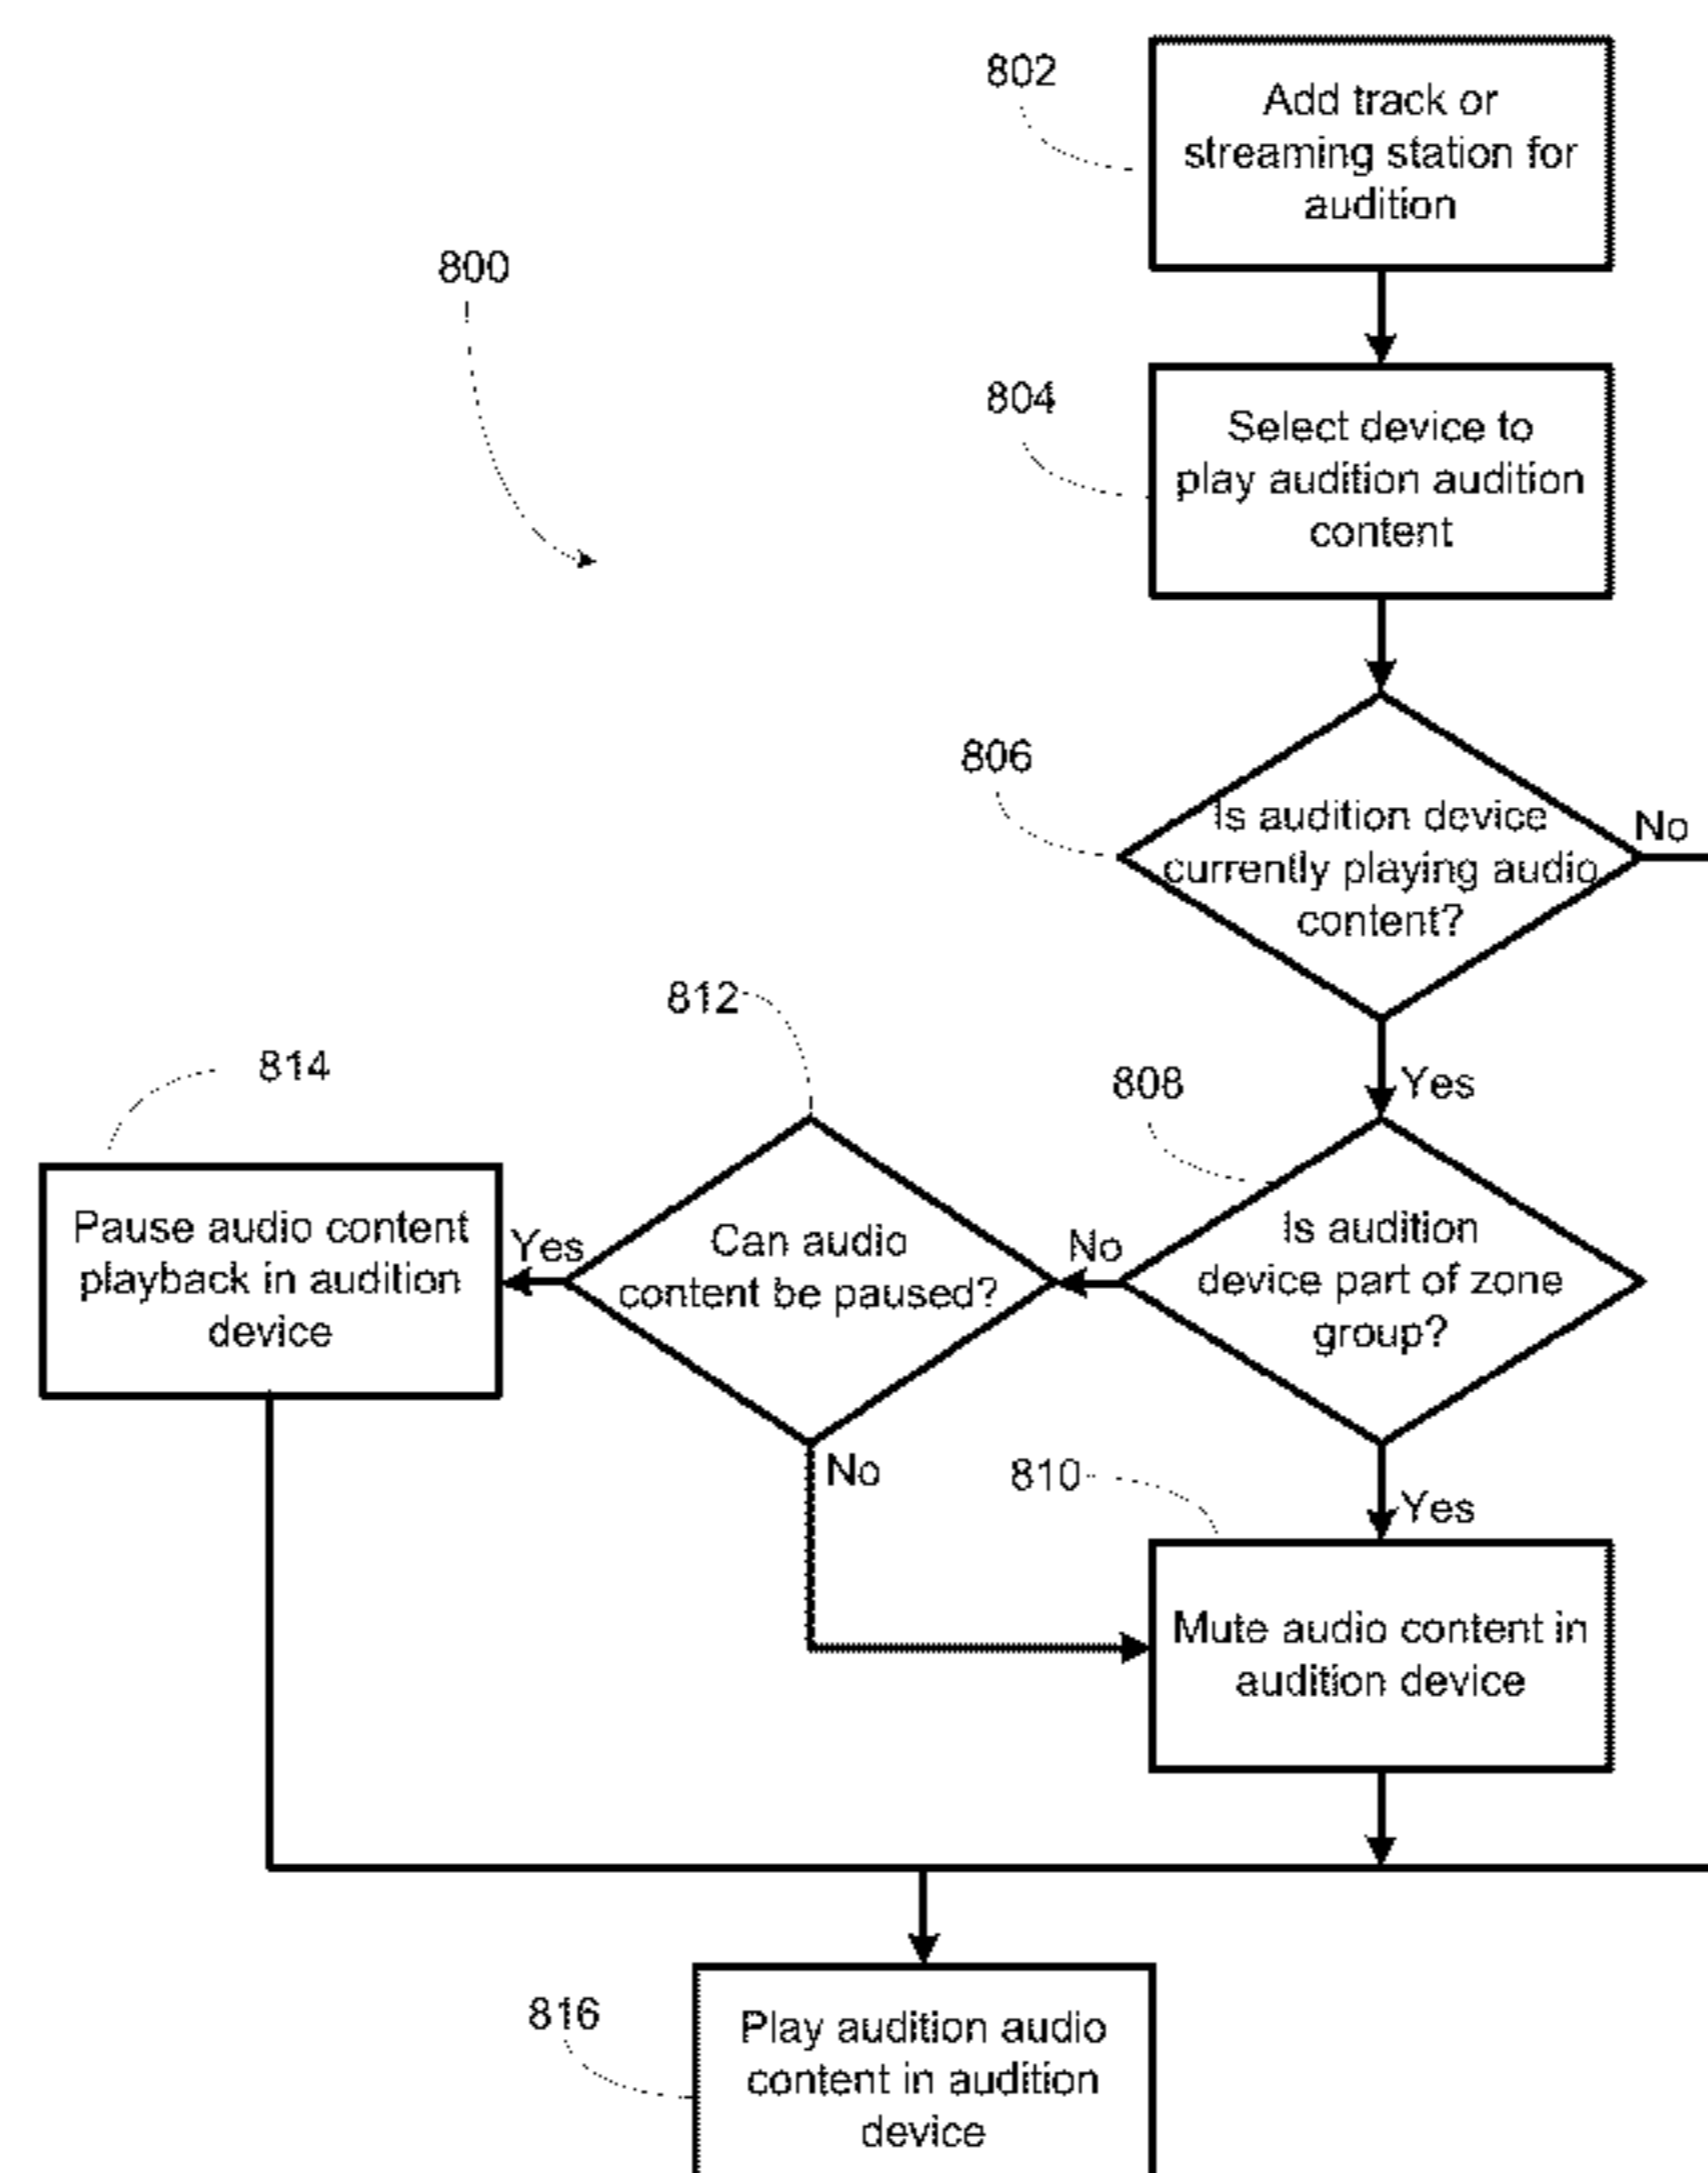 802
Add track or
streaming station for
audition
800
804
Select device to
play audition audition
content
806
Is audition device
currently playing audio
content?
No
812
814
808
Yes
Pause audio content
playback in audition
device
Yes
Can audio
content be paused?
No
Is audition
device part of zone
group?
No
810
Yes
Mute audio content in
audition device
816
Play audition audio
content in audition
device